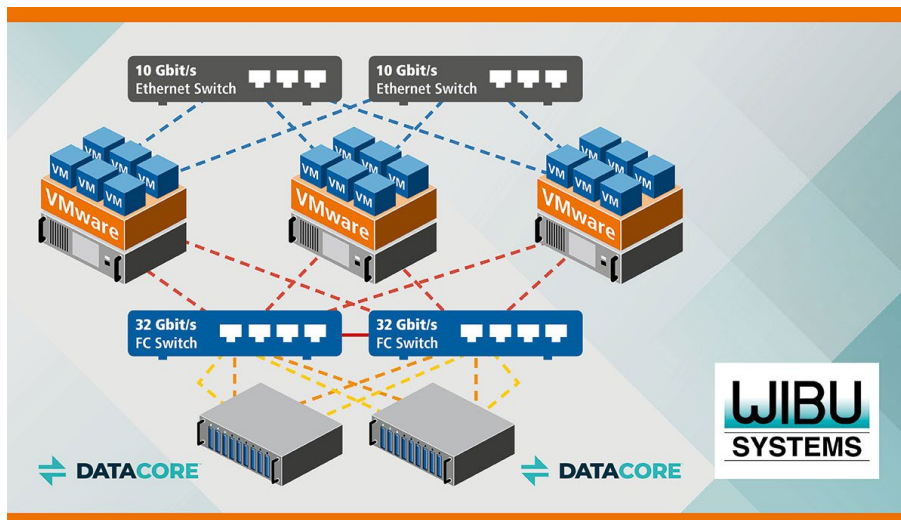 10 Gbit/s
Ethernet Switch
10 Gbit/s
Ethernet Switch
VM
VM
VM
VM
VM
VM
VMware
VM
VM
VM
VM
VM
VM
VMware
VM
VM
VM
VM
VM
VM
VMware
32 Gbit/s
FC Switch
32 Gbit/s
FC Switch
DATACORE
DATACORE
WIBU
SYSTEMS